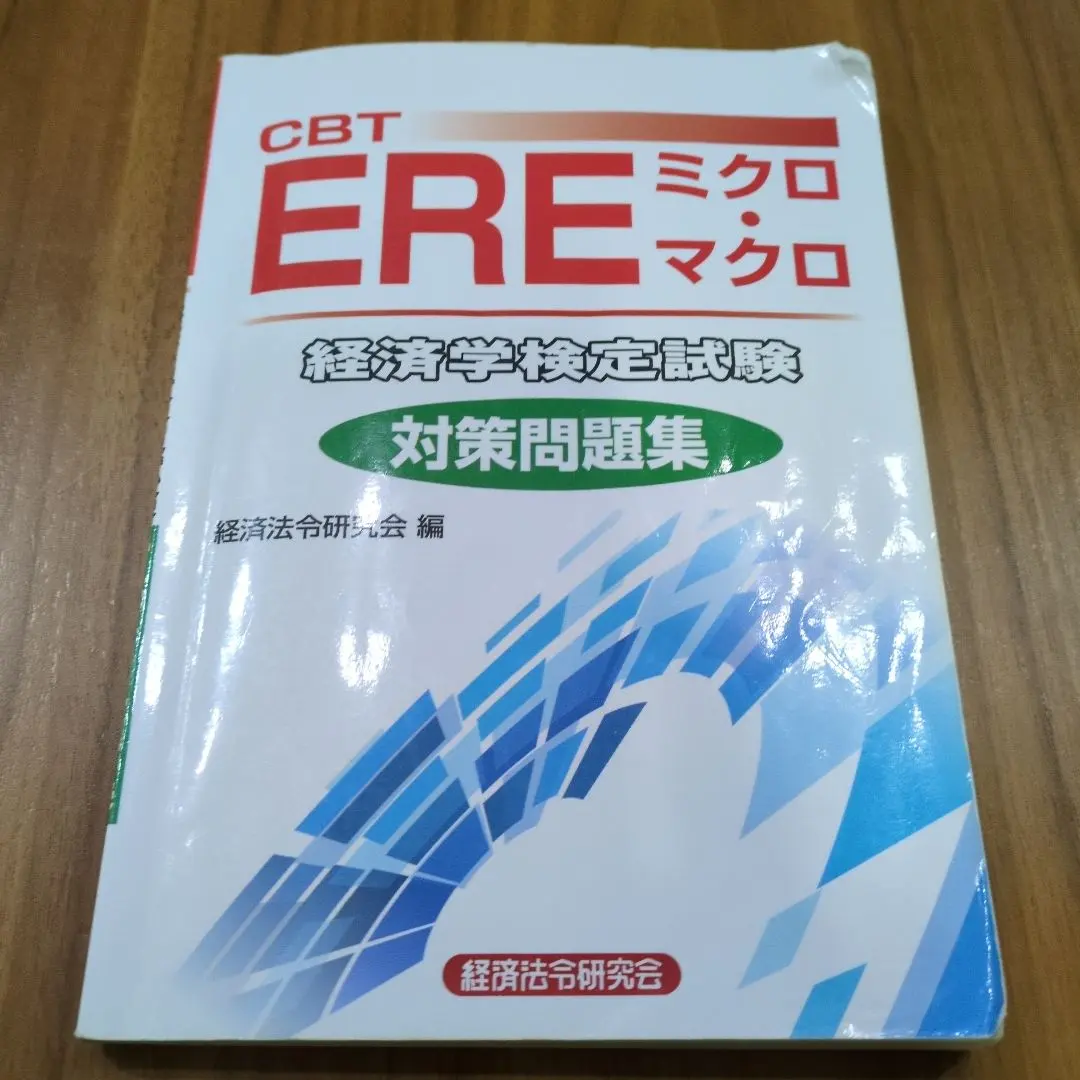 CBT
ERE
ミクロ
・
マクロ
経済学検定試験
対策問題集
経済法令研究会 編
経済法令研究会